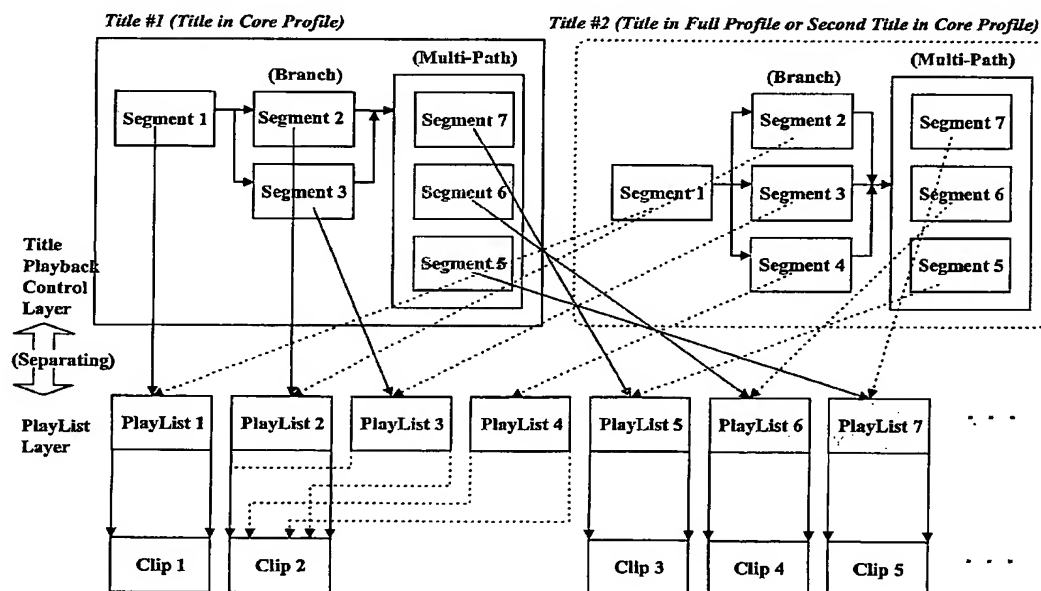 Title #1 (Title in Core Profile)
Title #2 (Title in Full Profile or Second Title in Core Profile)
(Multi-Path)
(Branch)
Segment 1
Segment 2
Segment 7
Segment 3
Segment 6
Segment 5
(Multi-Path)
(Branch)
Segment 2
Segment 7
Segment 1
Segment 3
Segment 6
Segment 4
Segment 5
Title
Playback
Control
Layer
(Separating)
PlayList
Layer
PlayList 1
PlayList 2
PlayList 3
PlayList 4
PlayList 5
PlayList 6
PlayList 7
. . .
Clip 1
Clip 2
Clip 3
Clip 4
Clip 5
. . .